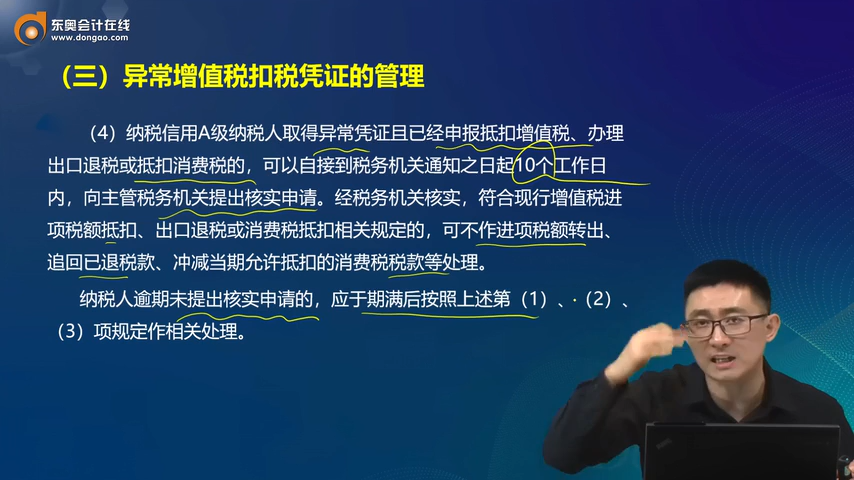 东奥会计在线
www.dongao.com
（三）异常增值税扣税凭证的管理
（4）纳税信用A级纳税人取得异常凭证且已经申报抵扣增值税、办理
出口退税或抵扣消费税的，可以自接到税务机关通知之日起10个工作日
内，向主管税务机关提出核实申请。经税务机关核实，符合现行增值税进
项税额抵扣、出口退税或消费税抵扣相关规定的，可不作进项税额转出、
追回已退税款、冲减当期允许抵扣的消费税税款等处理。
纳税人逾期未提出核实申请的，应于期满后按照上述第（1）、（2）、
（3）项规定作相关处理。